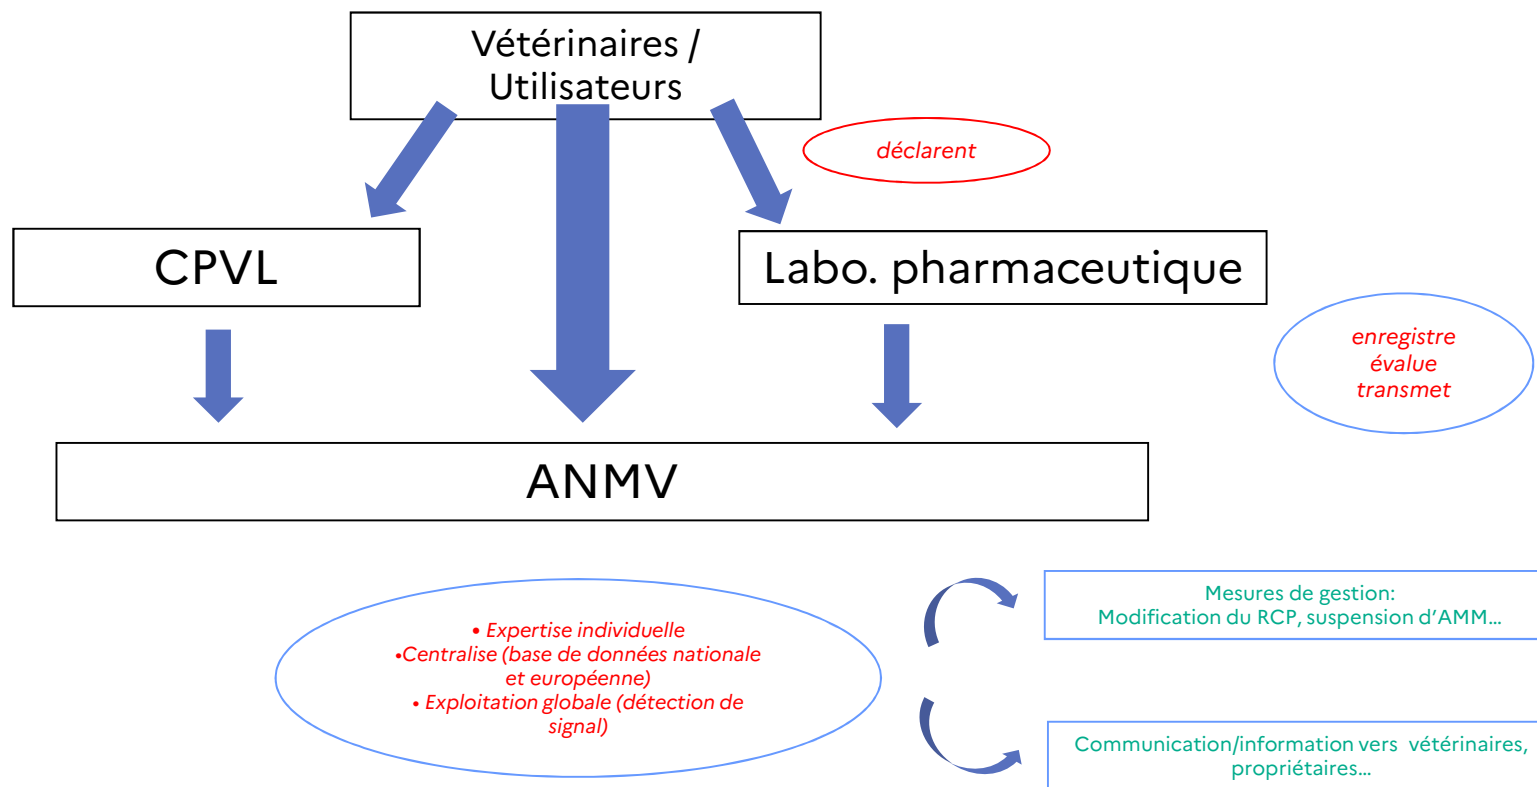 Vétérinaires /
Utilisateurs
déclarent
CPVL
Labo. pharmaceutique
enregistre
évalue
transmet
ANMV
• Expertise individuelle
•Centralise (base de données nationale
et européenne)
• Exploitation globale (détection de
signal)
Mesures de gestion:
Modification du RCP, suspension d’AMM…
Communication/information vers vétérinaires,
propriétaires…